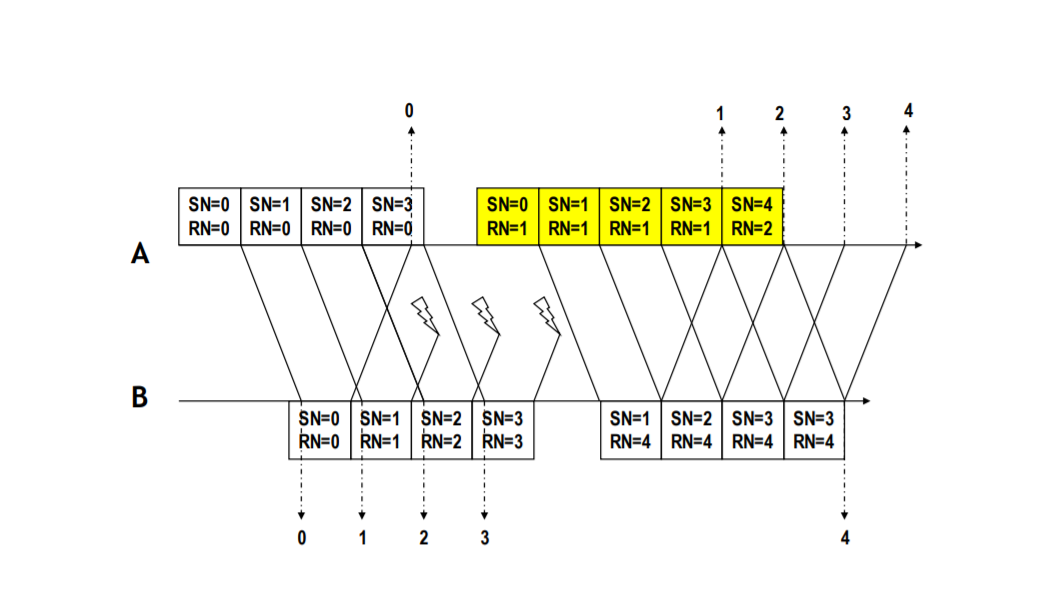 0
1 2 3 4
SN=0 SN=1 SN=2 SN=3 SN=0 SN=1 SN=2 SN=3 SN=4
RN=0 RN=0 RN=0 RN=0 RN=1 RN=1 RN=1 RN=1 RN=2
A
B
SN=0 SN=1 SN=2 SN=3 SN=1 SN=2 SN=3 SN=3
RN=0 RN=1 RN=2 RN=3 RN=4 RN=4 RN=4 RN=4
0 1 2 3 4